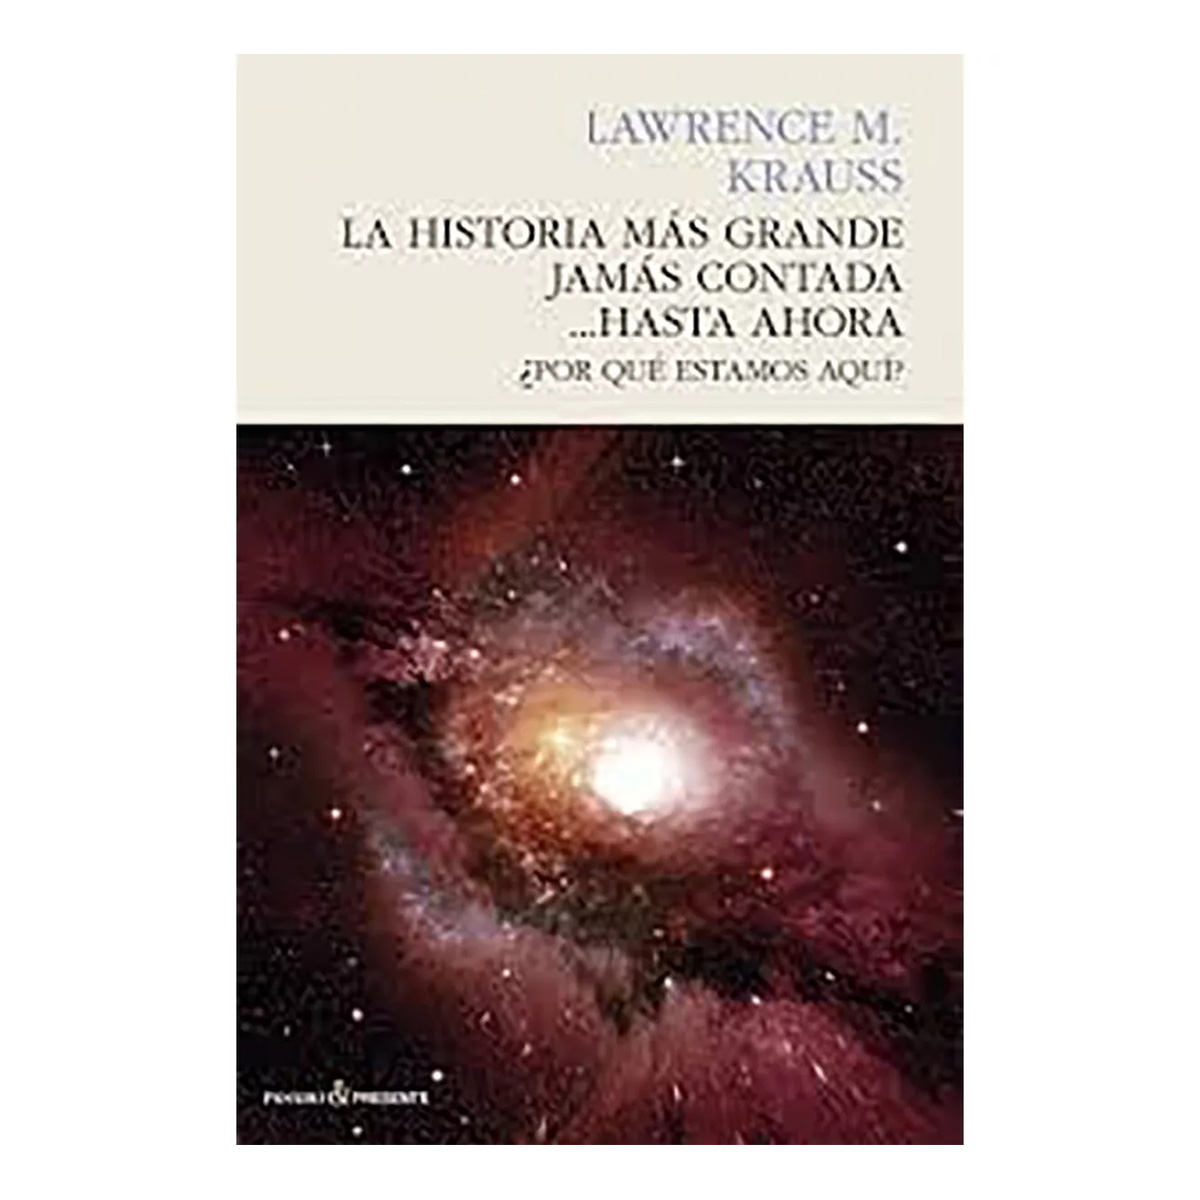 LAWRENCE M.
KRAUSS
LA HISTORIA MÁS GRANDE
JAMÁS CONTADA
...HASTA AHORA
¿POR QUÉ ESTAMOS AQUÍ?
PASADO & PRESENTE